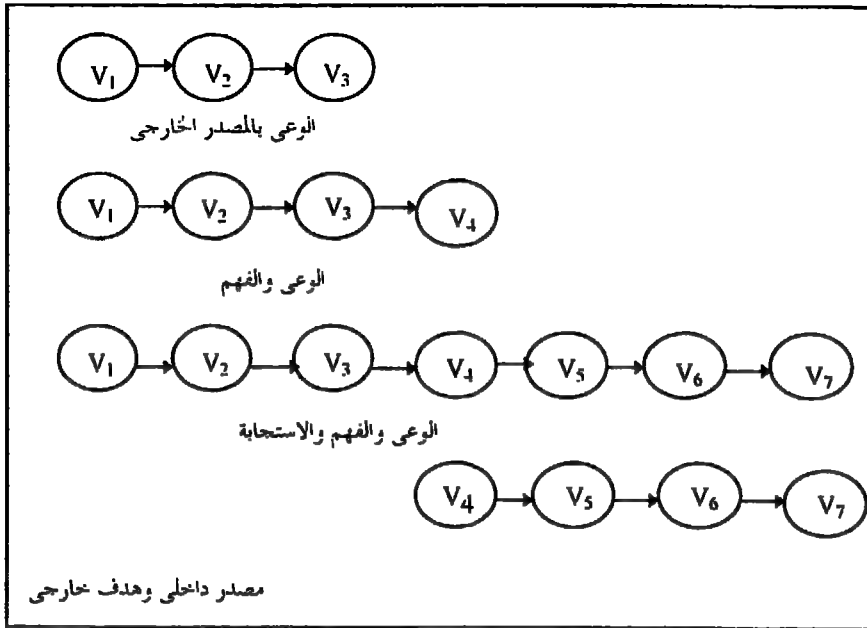 V₁ V₂ V₃
الوعى بالمصدر الخارجى
V₁ V₂ V₃ V₄
الوعى والفهم
V₁ V₂ V₃ V₄ V₅ V₆ V₇
الوعى والفهم والاستجابة
V₄ V₅ V₆ V₇
مصدر داخلى وهدف خارجى